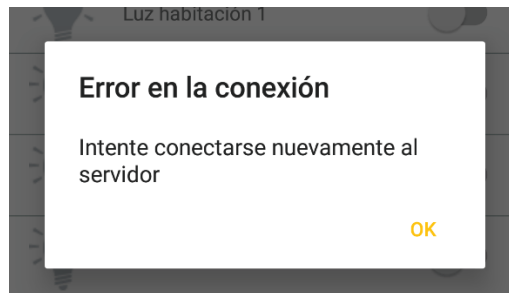 Luz habitación 1
Error en la conexión
Intente conectarse nuevamente al
servidor
OK